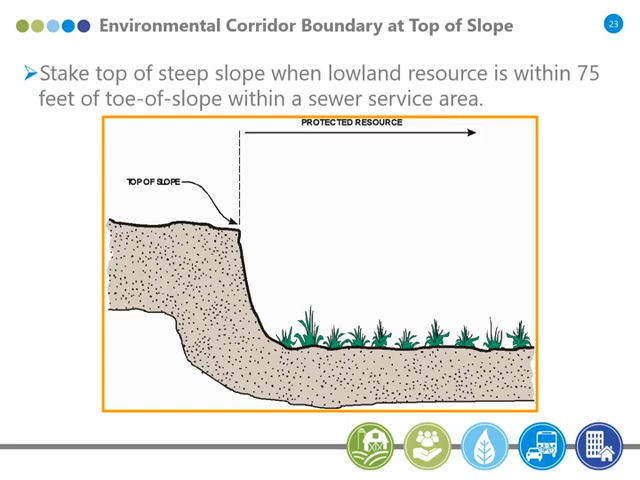 Environmental Corridor Boundary at Top of Slope
23
➢Stake top of steep slope when lowland resource is within 75
feet of toe-of-slope within a sewer service area.
PROTECTED RESOURCE
TOP OF SLOPE